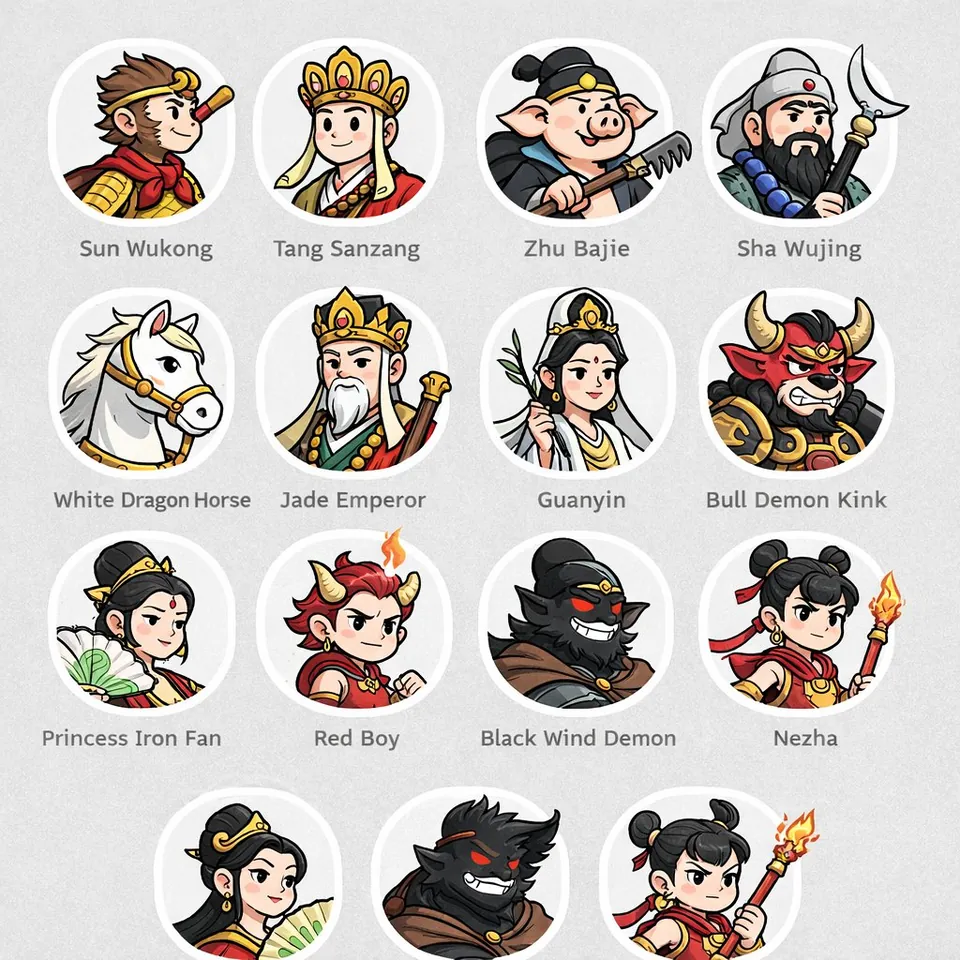 Sun Wukong
Tang Sanzang
Zhu Bajie
Sha Wujing
White Dragon Horse
Jade Emperor
Guanyin
Bull Demon Kink
Princess Iron Fan
Red Boy
Black Wind Demon
Nezha